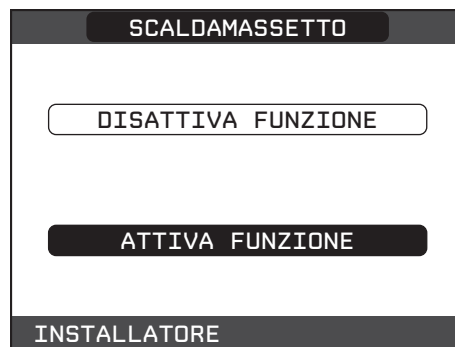 SCALDAMASSETTO
DISATTIVA FUNZIONE
ATTIVA FUNZIONE
INSTALLATORE